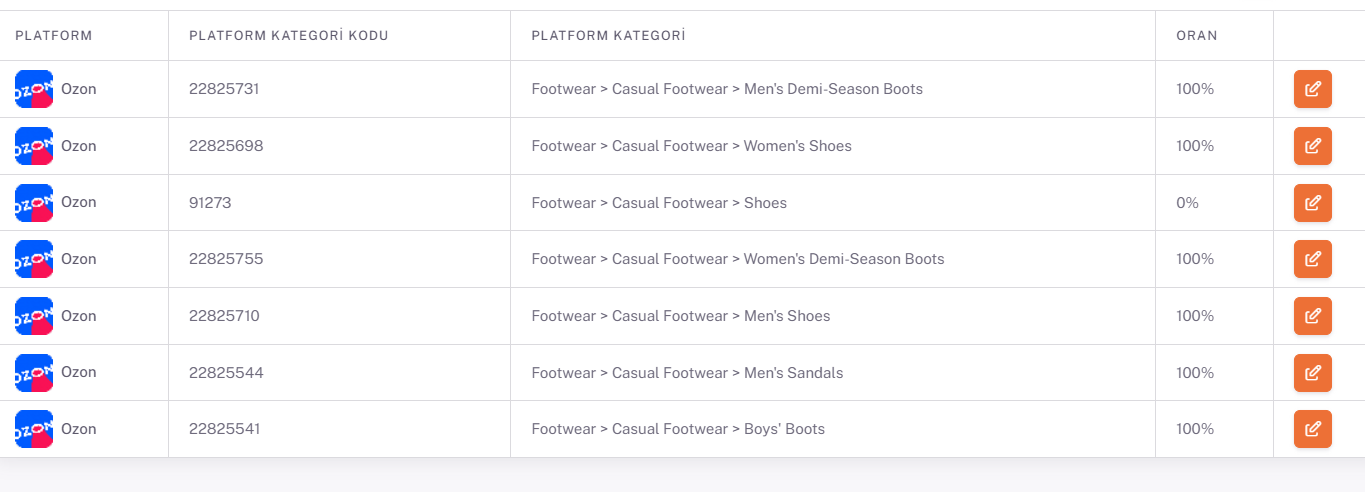 PLATFORM PLATFORM KATEGORİ KODU PLATFORM KATEGORİ ORAN
OZON Ozon 22825731 Footwear > Casual Footwear > Men's Demi-Season Boots 100%
OZON Ozon 22825698 Footwear > Casual Footwear > Women's Shoes 100%
OZON Ozon 91273 Footwear > Casual Footwear > Shoes 0%
OZON Ozon 22825755 Footwear > Casual Footwear > Women's Demi-Season Boots 100%
OZON Ozon 22825710 Footwear > Casual Footwear > Men's Shoes 100%
OZON Ozon 22825544 Footwear > Casual Footwear > Men's Sandals 100%
OZON Ozon 22825541 Footwear > Casual Footwear > Boys' Boots 100%